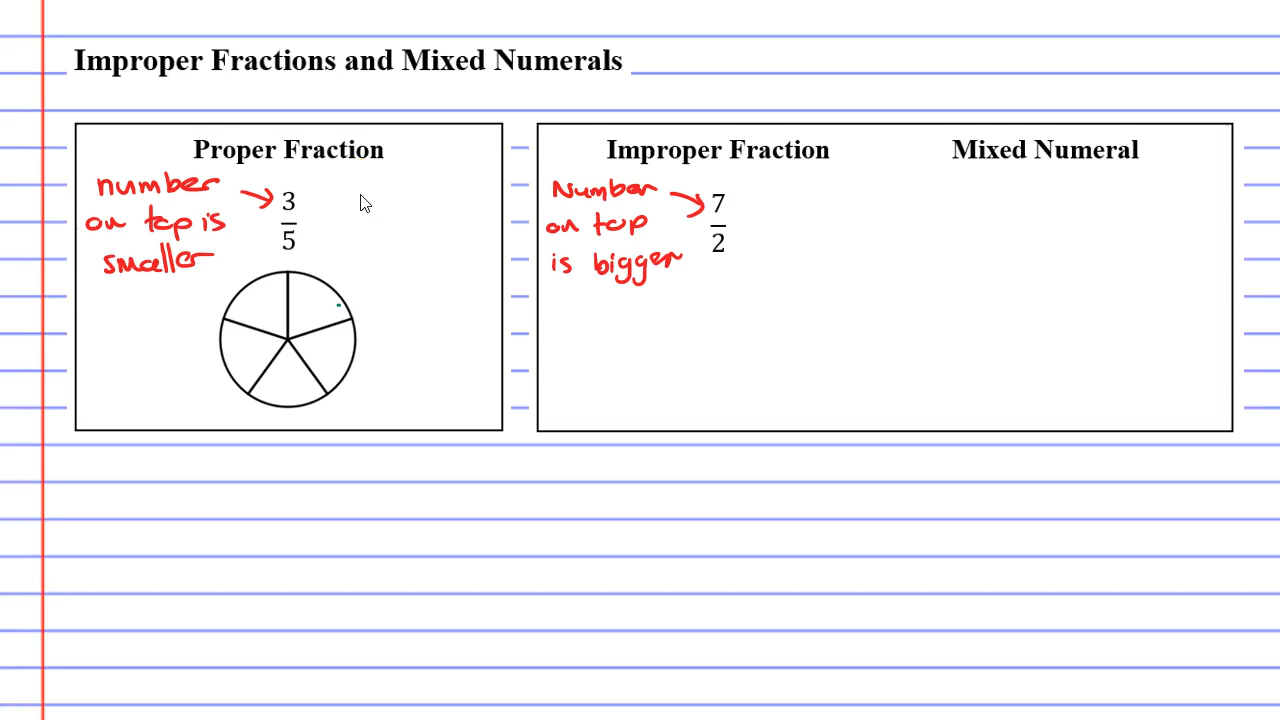 Improper Fractions and Mixed Numerals
Proper Fraction
number
on top is
smaller
3
5
Improper Fraction
Mixed Numeral
Number
on top
is bigger
7
2